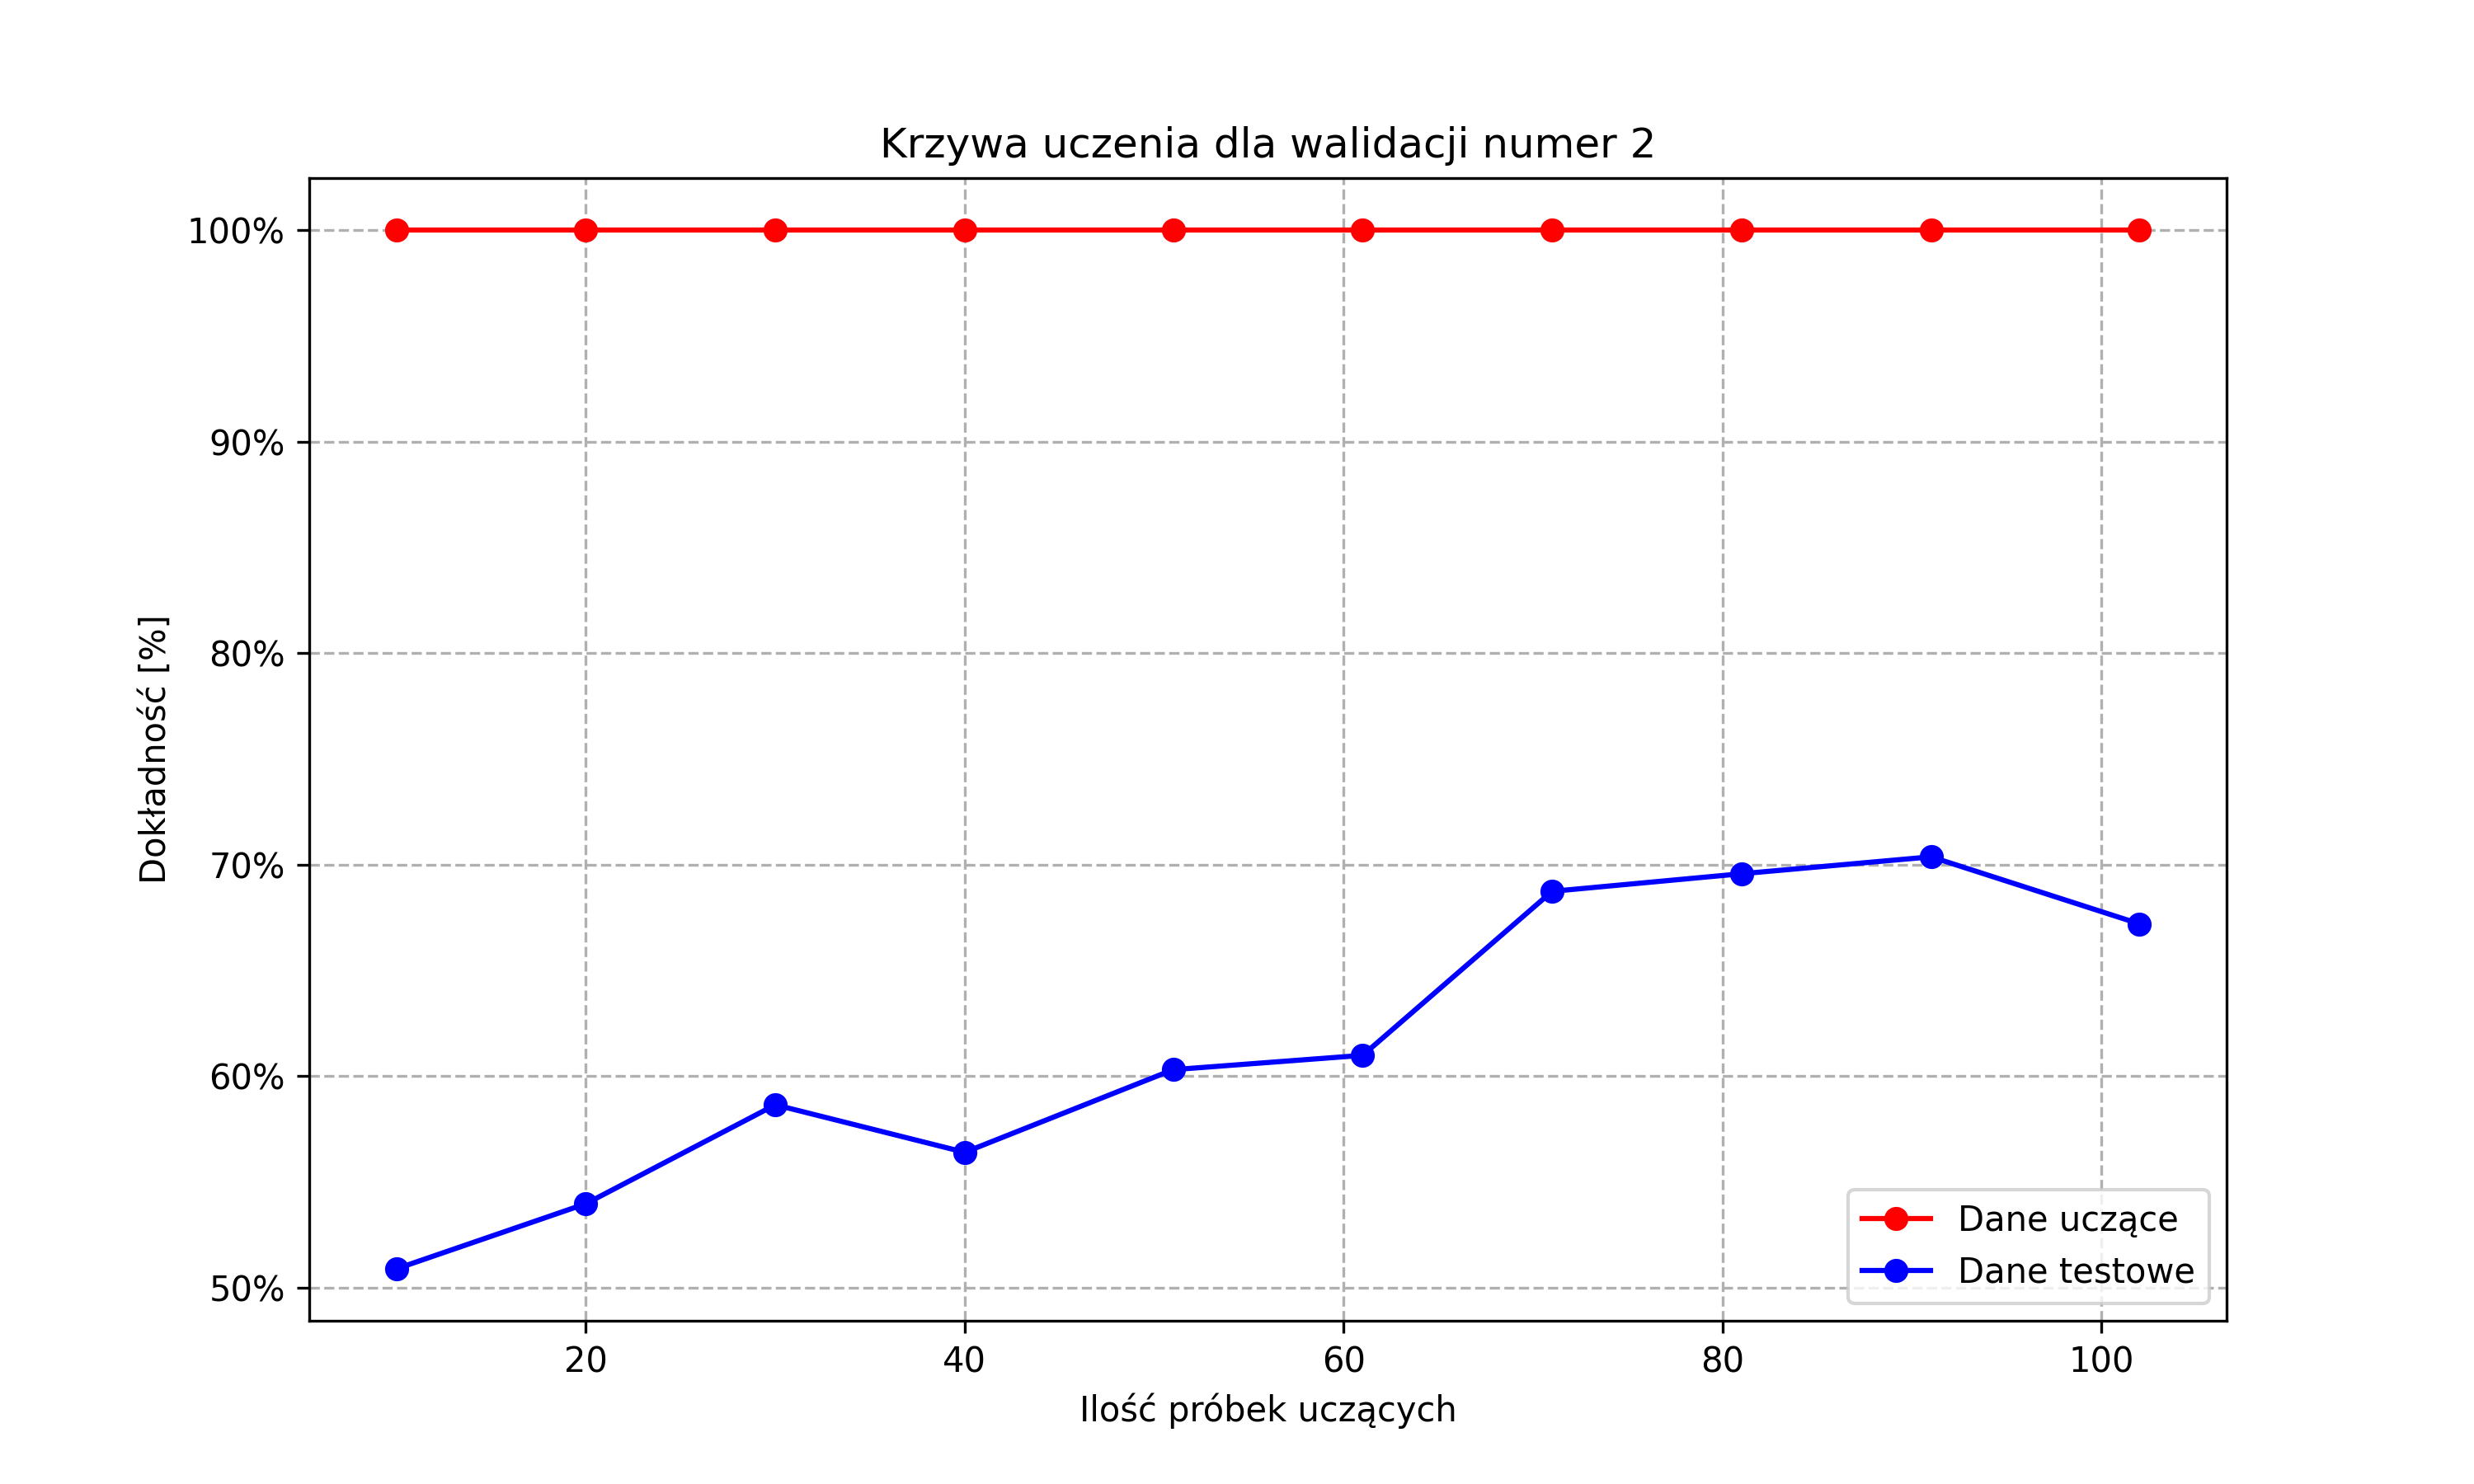 Krzywa uczenia dla walidacji numer 2
100%
90%
80%
70%
60%
50%
Dokładność [%]
20 40 60 80 100
Ilość próbek uczących
Dane uczące
Dane testowe